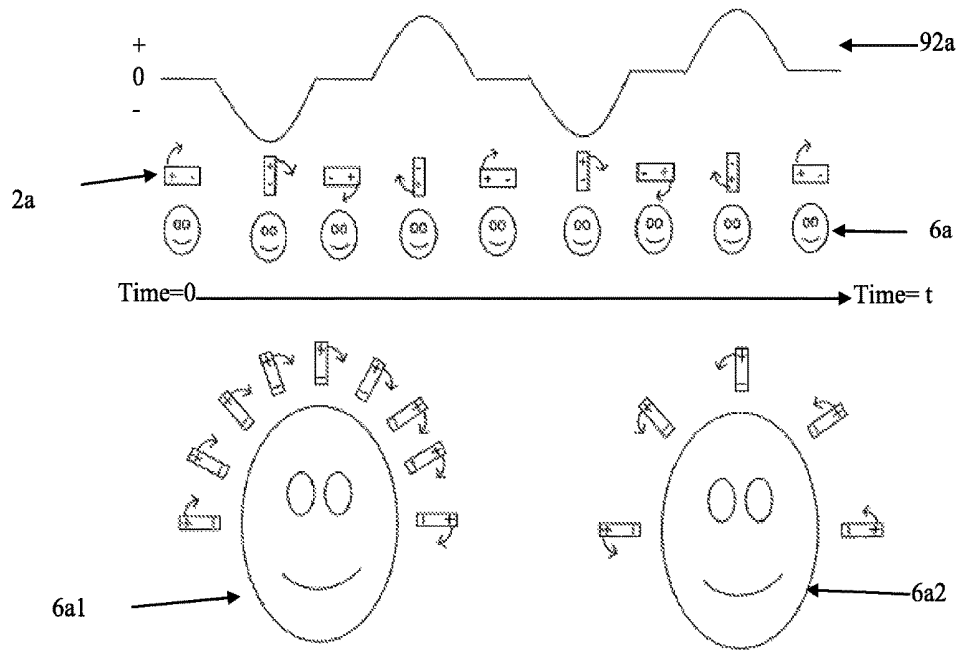 +
0
-
92a
2a
+ -
+
-
- +
-
+
+ -
+
-
- +
-
+
+ -
6a
Time=0
Time= t
+
-
+
-
6a1
6a2